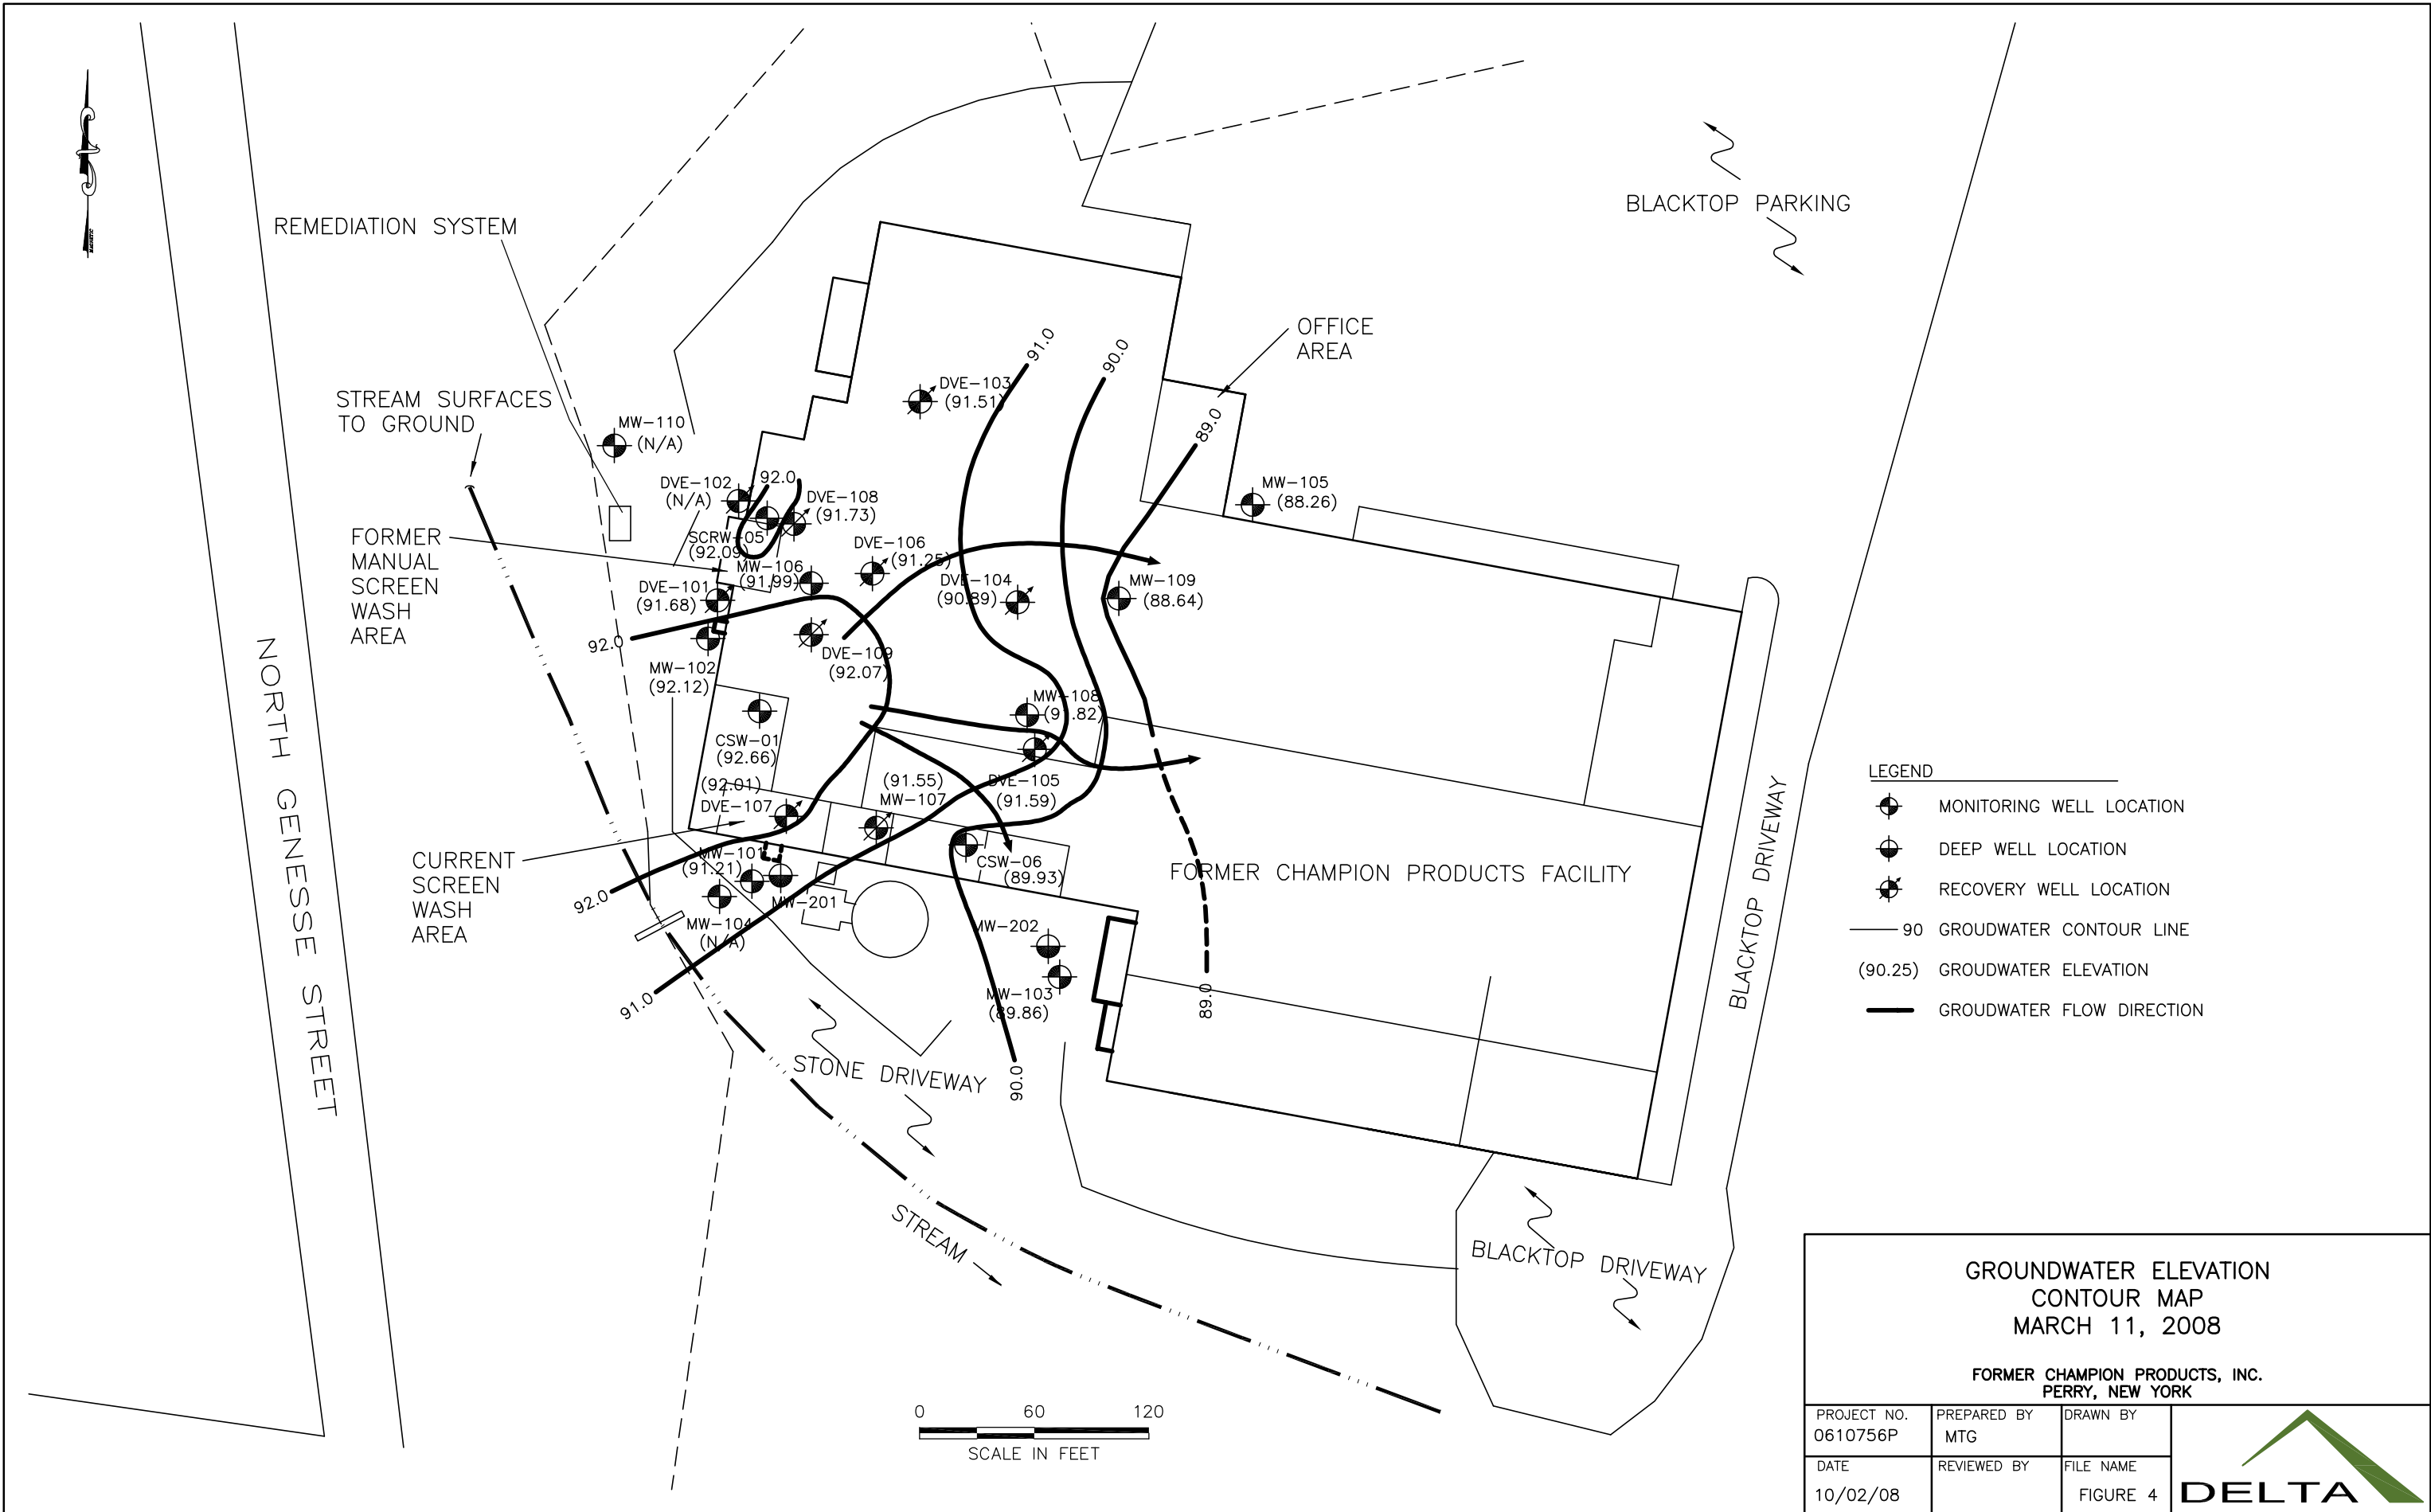 REMEDIATION SYSTEM
STREAM SURFACES
TO GROUND
BLACKTOP PARKING
OFFICE
AREA
91.0
90.0
89.0
DVE-103
(91.51)
MW-110
(N/A)
DVE-102
(N/A)
92.0
DVE-108
(91.73)
MW-105
(88.26)
FORMER
MANUAL
SCREEN
WASH
AREA
SCRW-05
(92.09)
DVE-106
(91.25)
MW-106
(91.99)
DVE-101
(91.68)
DVE-104
(90.89)
MW-109
(88.64)
92.0
MW-102
(92.12)
DVE-109
(92.07)
MW-108
(91.82)
CSW-01
(92.66)
(92.01)
DVE-107
(91.55)
MW-107
DVE-105
(91.59)
CURRENT
SCREEN
WASH
AREA
MW-101
(91.21)
92.0
MW-201
MW-104
(N/A)
91.0
CSW-06
(89.93)
FORMER CHAMPION PRODUCTS FACILITY
MW-202
MW-103
(89.86)
89.0
90.0
NORTH GENESSE STREET
STONE DRIVEWAY
STREAM
BLACKTOP DRIVEWAY
BLACKTOP DRIVEWAY
LEGEND
MONITORING WELL LOCATION
DEEP WELL LOCATION
RECOVERY WELL LOCATION
90 GROUDWATER CONTOUR LINE
(90.25) GROUDWATER ELEVATION
GROUDWATER FLOW DIRECTION
0 60 120
SCALE IN FEET
GROUNDWATER ELEVATION
CONTOUR MAP
MARCH 11, 2008
FORMER CHAMPION PRODUCTS, INC.
PERRY, NEW YORK
PROJECT NO.
0610756P
PREPARED BY
MTG
DRAWN BY
DATE
10/02/08
REVIEWED BY
FILE NAME
FIGURE 4
DELTA